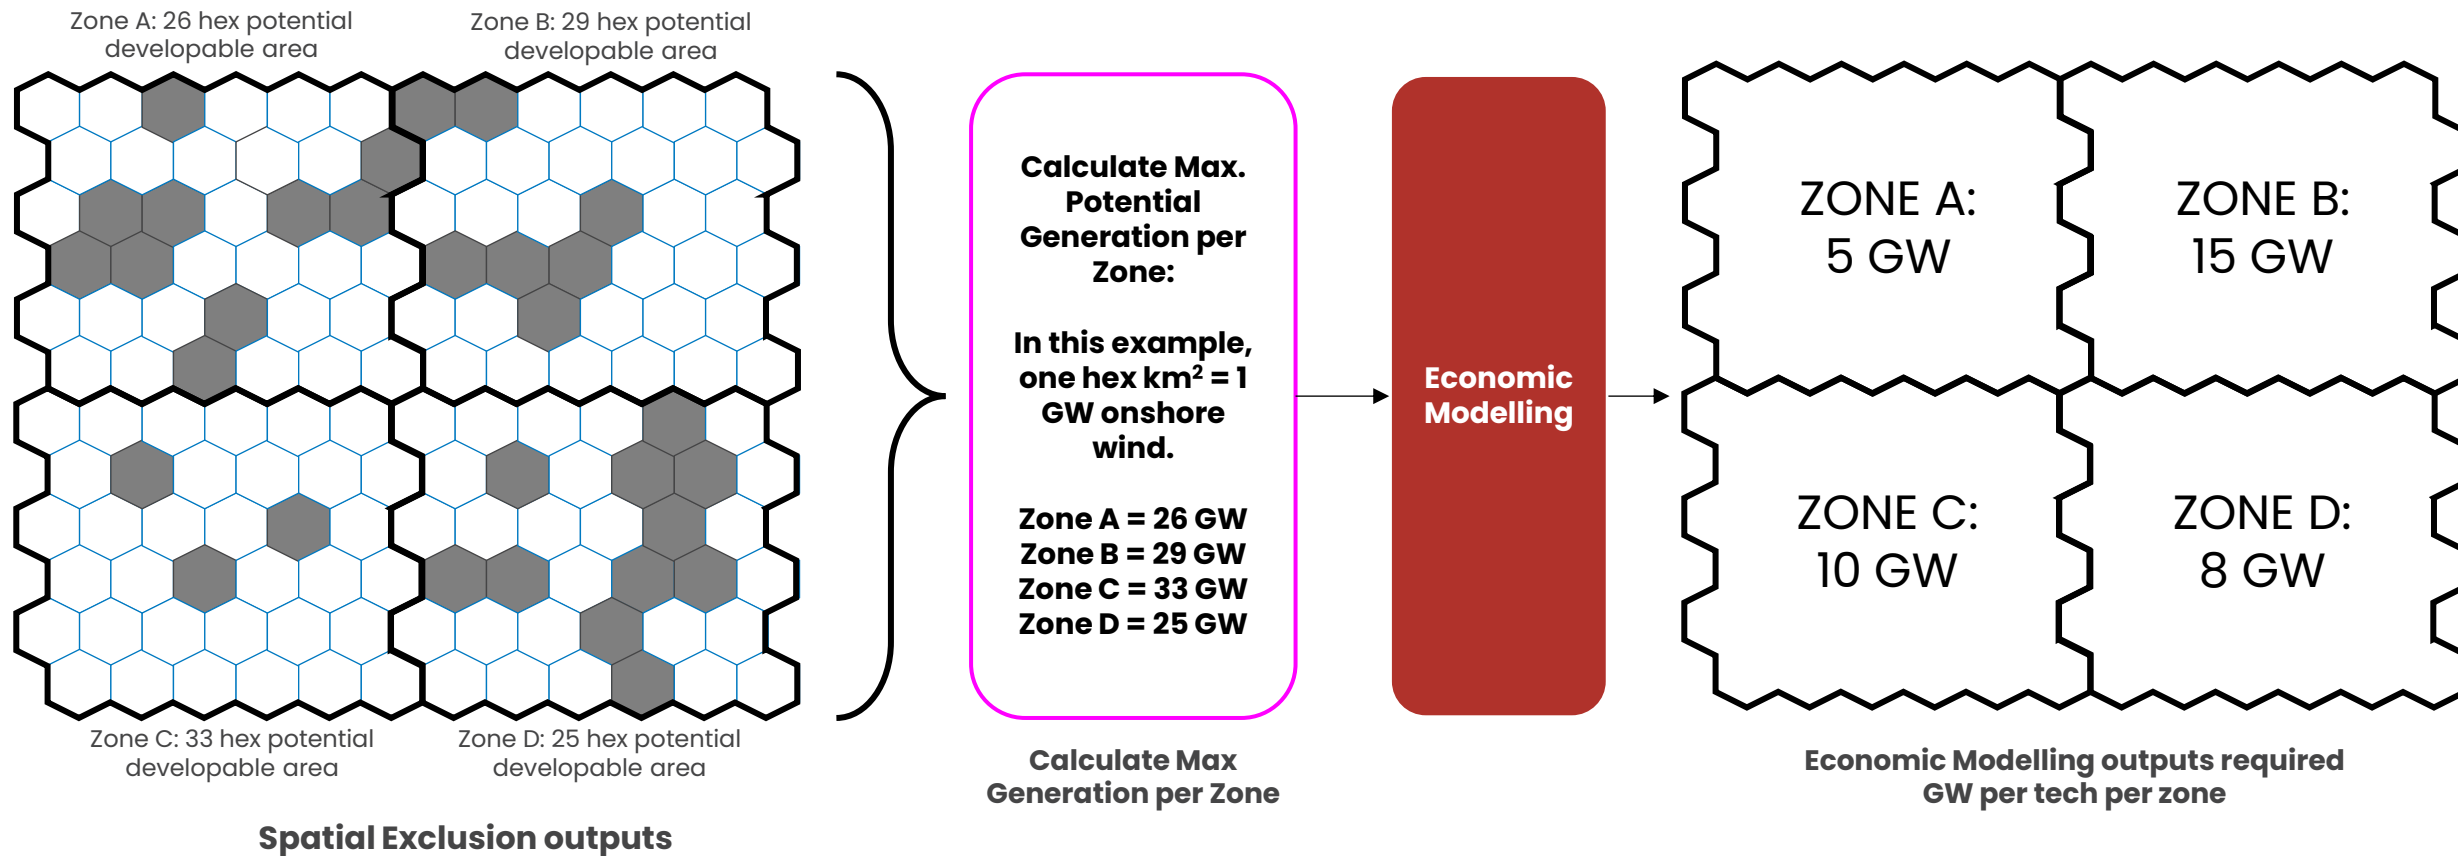 Zone A: 26 hex potential
developable area
Zone B: 29 hex potential
developable area
Zone C: 33 hex potential
developable area
Zone D: 25 hex potential
developable area
Spatial Exclusion outputs
Calculate Max.
Potential
Generation per
Zone:
In this example,
one hex km² = 1
GW onshore
wind.
Zone A = 26 GW
Zone B = 29 GW
Zone C = 33 GW
Zone D = 25 GW
Calculate Max
Generation per Zone
Economic
Modelling
ZONE A:
5 GW
ZONE B:
15 GW
ZONE C:
10 GW
ZONE D:
8 GW
Economic Modelling outputs required
GW per tech per zone